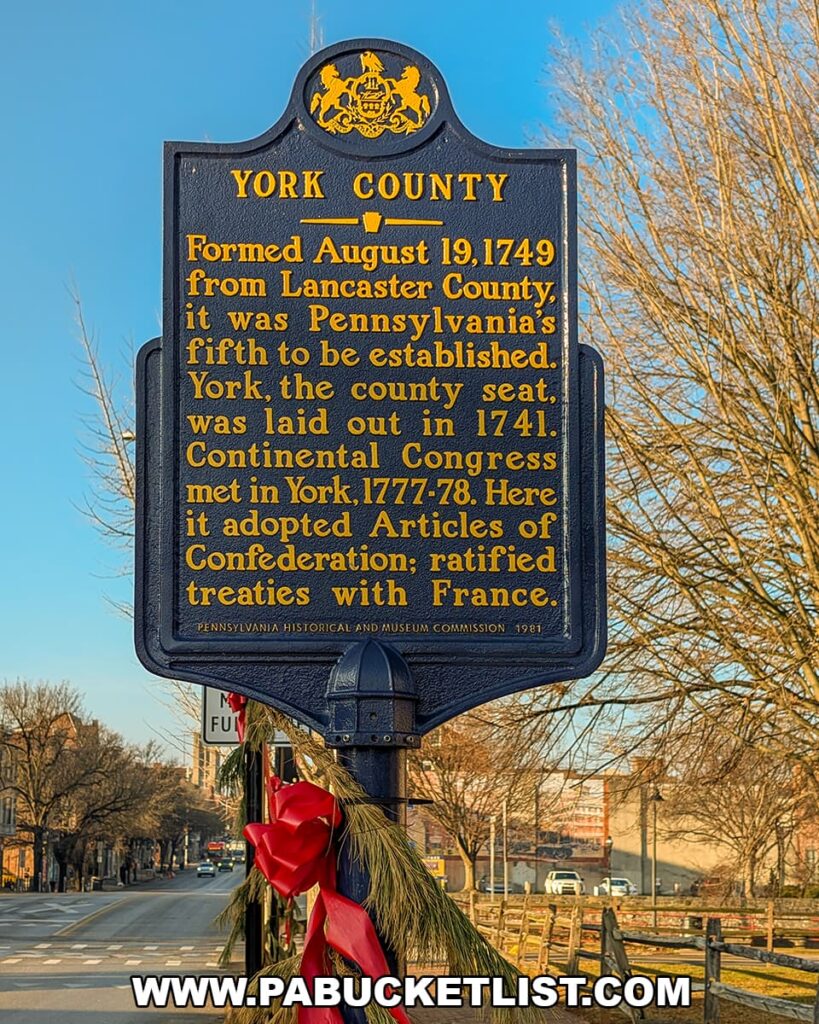 YORK COUNTY
Formed August 19, 1749
from Lancaster County,
it was Pennsylvania's
fifth to be established.
York, the county seat,
was laid out in 1741.
Continental Congress
met in York, 1777-78. Here
it adopted Articles of
Confederation; ratified
treaties with France.
PENNSYLVANIA HISTORICAL AND MUSEUM COMMISSION 1981
WWW.PABUCKETLIST.COM